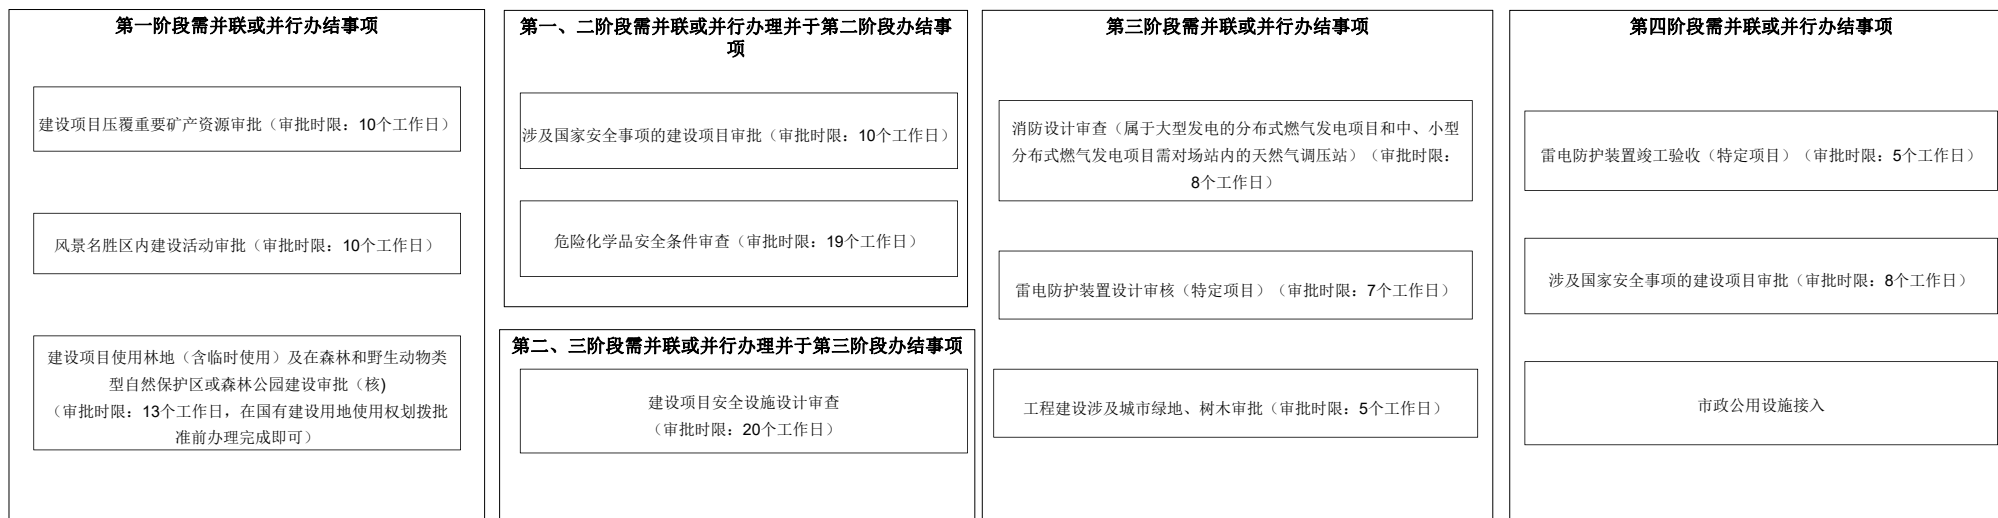 第一阶段需并联或并行办结事项
建设项目压覆重要矿产资源审批（审批时限：10个工作日）
风景名胜区内建设活动审批（审批时限：10个工作日）
建设项目使用林地（含临时使用）及在森林和野生动物类
型自然保护区或森林公园建设审批（核)
（审批时限：13个工作日，在国有建设用地使用权划拨批
准前办理完成即可）
第一、二阶段需并联或并行办理并于第二阶段办结事
项
涉及国家安全事项的建设项目审批（审批时限：10个工作日）
危险化学品安全条件审查（审批时限：19个工作日）
第二、三阶段需并联或并行办理并于第三阶段办结事项
建设项目安全设施设计审查
（审批时限：20个工作日）
第三阶段需并联或并行办结事项
消防设计审查（属于大型发电的分布式燃气发电项目和中、小型
分布式燃气发电项目需对场站内的天然气调压站）（审批时限：
8个工作日）
雷电防护装置设计审核（特定项目）（审批时限：7个工作日）
工程建设涉及城市绿地、树木审批（审批时限：5个工作日）
第四阶段需并联或并行办结事项
雷电防护装置竣工验收（特定项目）（审批时限：5个工作日）
涉及国家安全事项的建设项目审批（审批时限：8个工作日）
市政公用设施接入